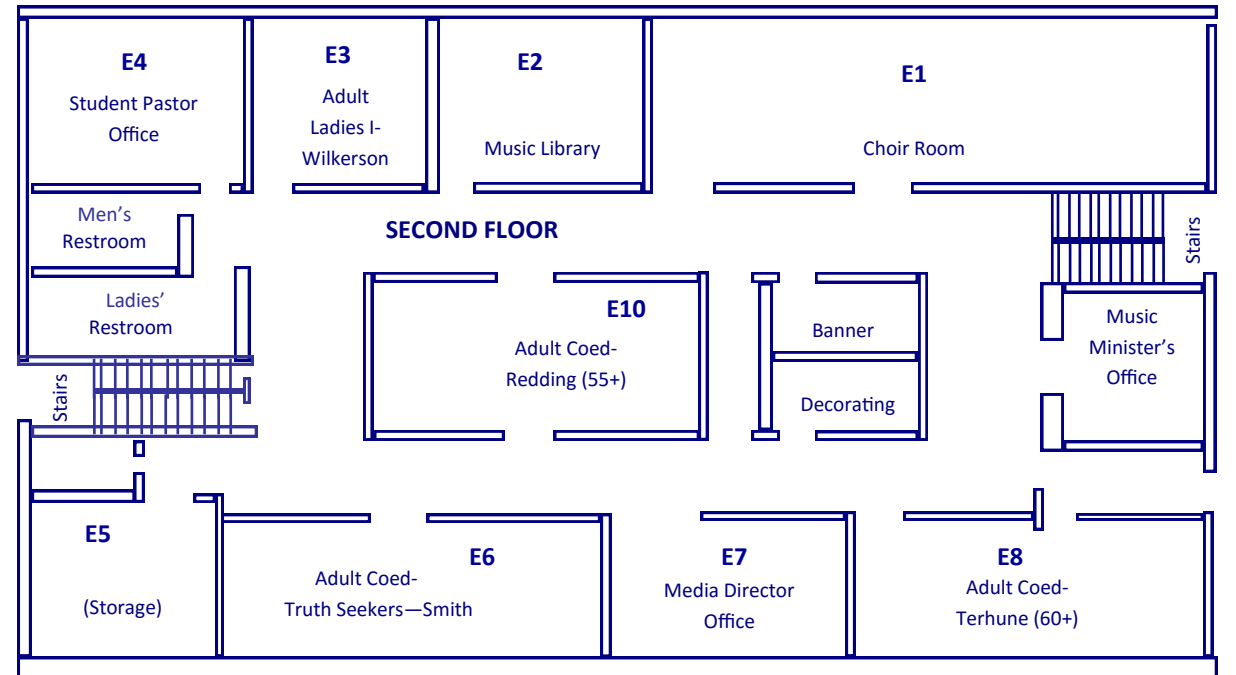 E4
Student Pastor
Office
E3
Adult
Ladies I-
Wilkerson
E2
Music Library
E1
Choir Room
Men's
Restroom
SECOND FLOOR
Stairs
Ladies'
Restroom
E10
Adult Coed-
Redding (55+)
Banner
Decorating
Music
Minister's
Office
Stairs
E5
(Storage)
E6
Adult Coed-
Truth Seekers—Smith
E7
Media Director
Office
E8
Adult Coed-
Terhune (60+)